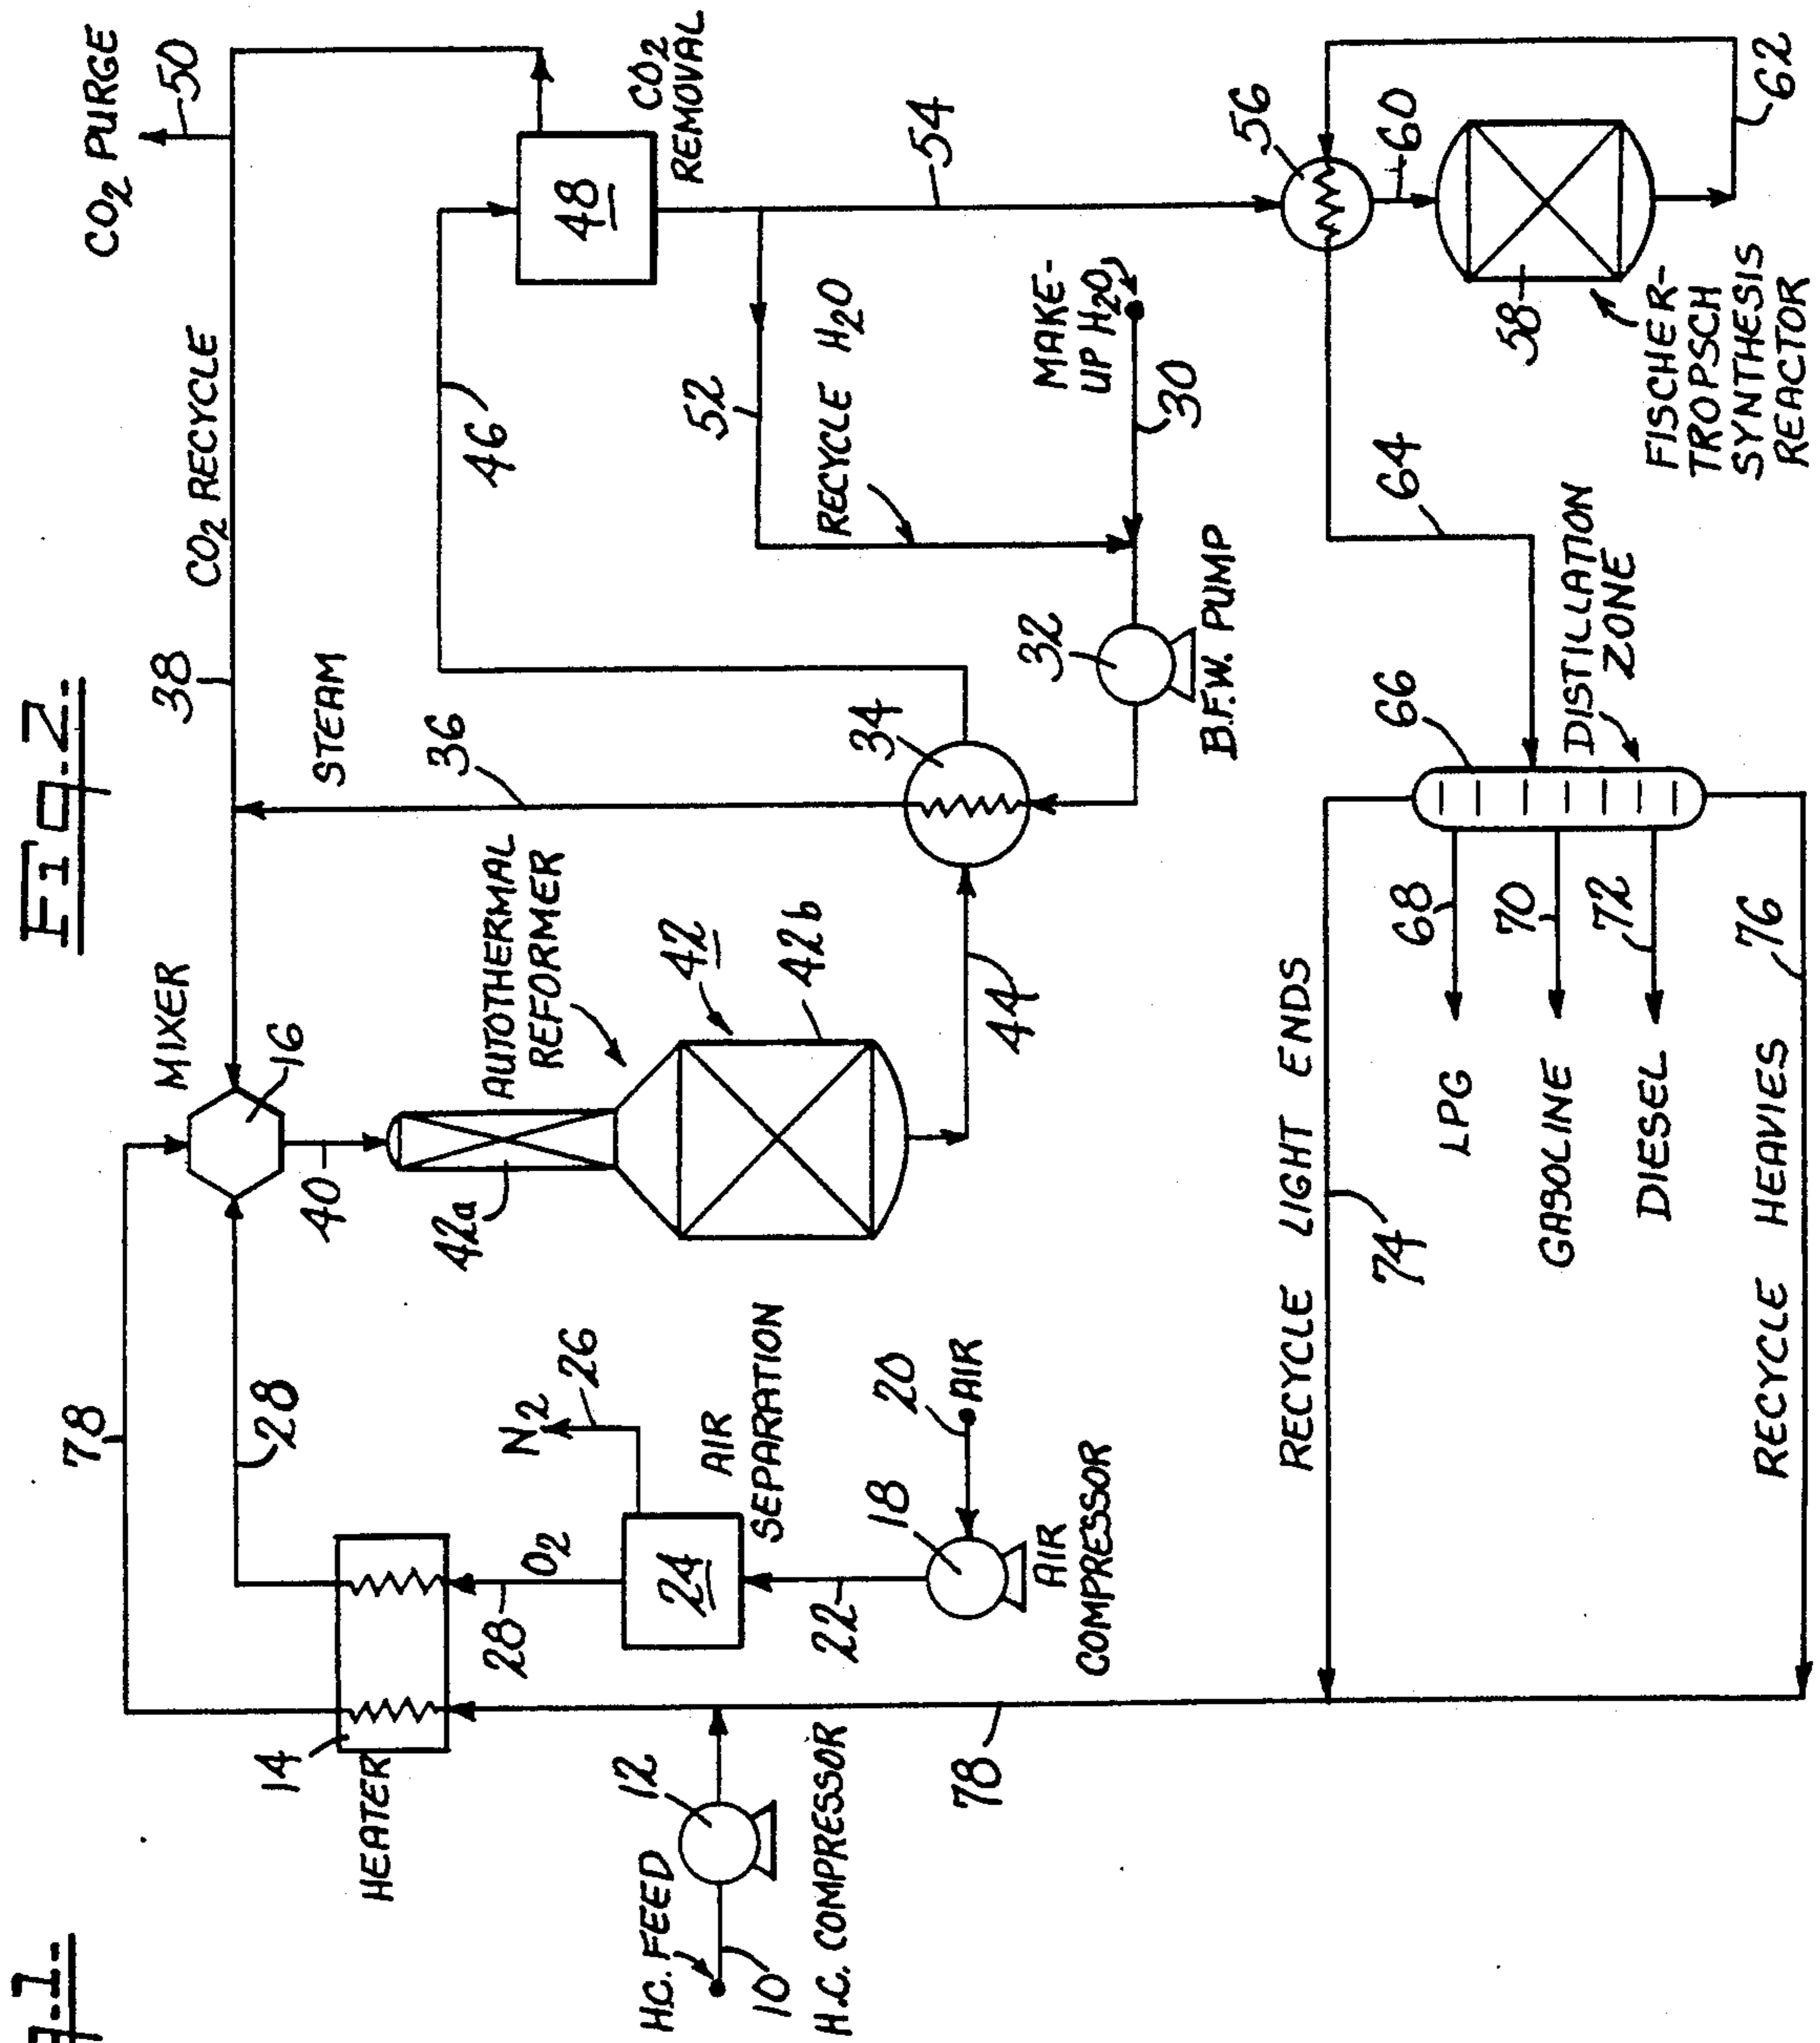 Fig. 2.
CO2 PURGE
50
CO2 RECYCLE
38
MIXER
16
78
28
40
STEAM
36
46
48
CO2
REMOVAL
54
52
RECYCLE H2O
MAKE-
UP H2O
30
32
B.F.W. PUMP
34
AUTOTHERMAL
REFORMER
42
42a
42b
44
14
HEATER
N2
26
O2
28
24
AIR
SEPARATION
22
18
20
AIR
AIR
COMPRESSOR
H.C. FEED
10
12
H.C. COMPRESSOR
78
56
60
58
62
FISCHER-
TROPSCH
SYNTHESIS
REACTOR
64
66
DISTILLATION
ZONE
68
LPG
70
GASOLINE
72
DIESEL
RECYCLE LIGHT ENDS
74
RECYCLE HEAVIES
76